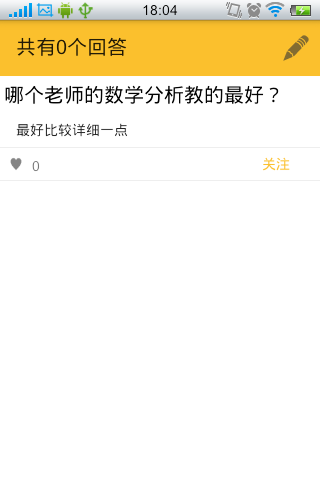 18:04
共有0个回答
哪个老师的数学分析教的最好？
最好比较详细一点
0
关注